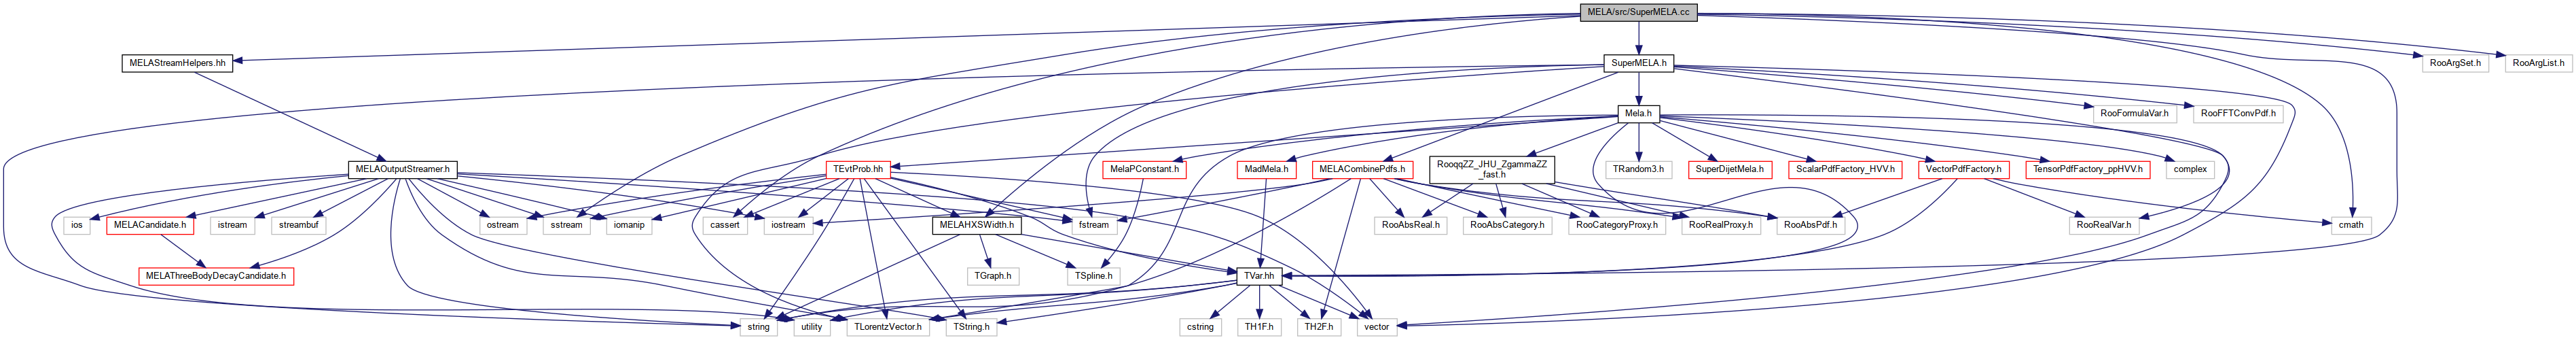 MELA/src/SuperMELA.cc
MELAStreamHelpers.hh
SuperMELA.h
RooArgSet.h
RooArgList.h
Mela.h
RooFormulaVar.h
RooFFTConvPdf.h
MELAOutputStreamer.h
TEvtProb.hh
MelaPConstant.h
MadMela.h
MELACombinePdfs.h
RooqqZZ_JHU_ZgammaZZ
_fast.h
TRandom3.h
SuperDijetMela.h
ScalarPdfFactory_HVV.h
VectorPdfFactory.h
TensorPdfFactory_ppHVV.h
complex
ios
MELACandidate.h
istream
streambuf
ostream
sstream
iomanip
cassert
iostream
MELAHXSWidth.h
fstream
RooAbsReal.h
RooAbsCategory.h
RooCategoryProxy.h
RooRealProxy.h
RooAbsPdf.h
RooRealVar.h
cmath
MELAThreeBodyDecayCandidate.h
TGraph.h
TSpline.h
TVar.hh
string
utility
TLorentzVector.h
TString.h
cstring
TH1F.h
TH2F.h
vector